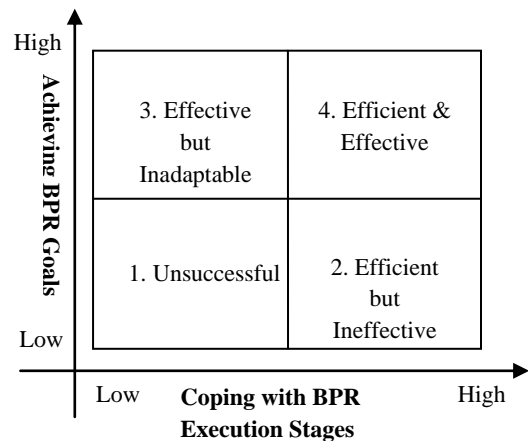 High
Achieving BPR Goals
3. Effective
but
Inadaptable
4. Efficient &
Effective
1. Unsuccessful
2. Efficient
but
Ineffective
Low
Low
High
Coping with BPR
Execution Stages